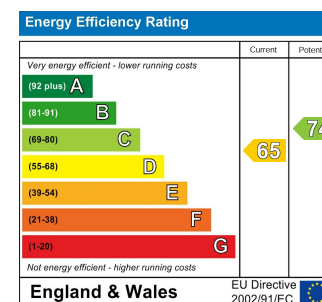 Energy Efficiency Rating
Current
Very energy efficient - lower running costs
(92 plus) A
(81-91) B
(69-80) C
(55-68) D
(39-54) E
(21-38) F
(1-20) G
65
Not energy efficient - higher running costs
England & Wales
EU Directive
2002/91/EC